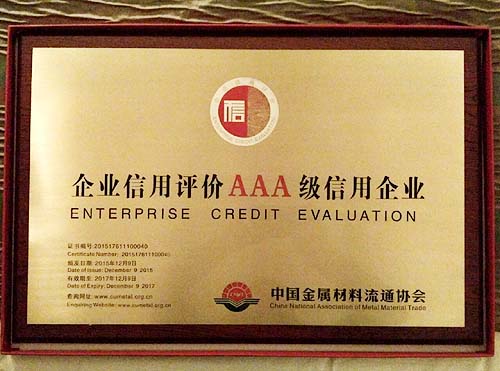 信
企业信用评价AAA级信用企业
ENTERPRISE CREDIT EVALUATION
证书编号:201517611100040
Certificate Number: 201517611100040
颁发日期:2015年12月9日
Date of Issue: December 9 2015
有效期至:2017年12月9日
Date of Expiry: December 9 2017
查询网址: www.cumetal.org.cn
Enquiring Website: www.cumetal.org.cn
中国金属材料流通协会
China National Association of Metal Material Trade